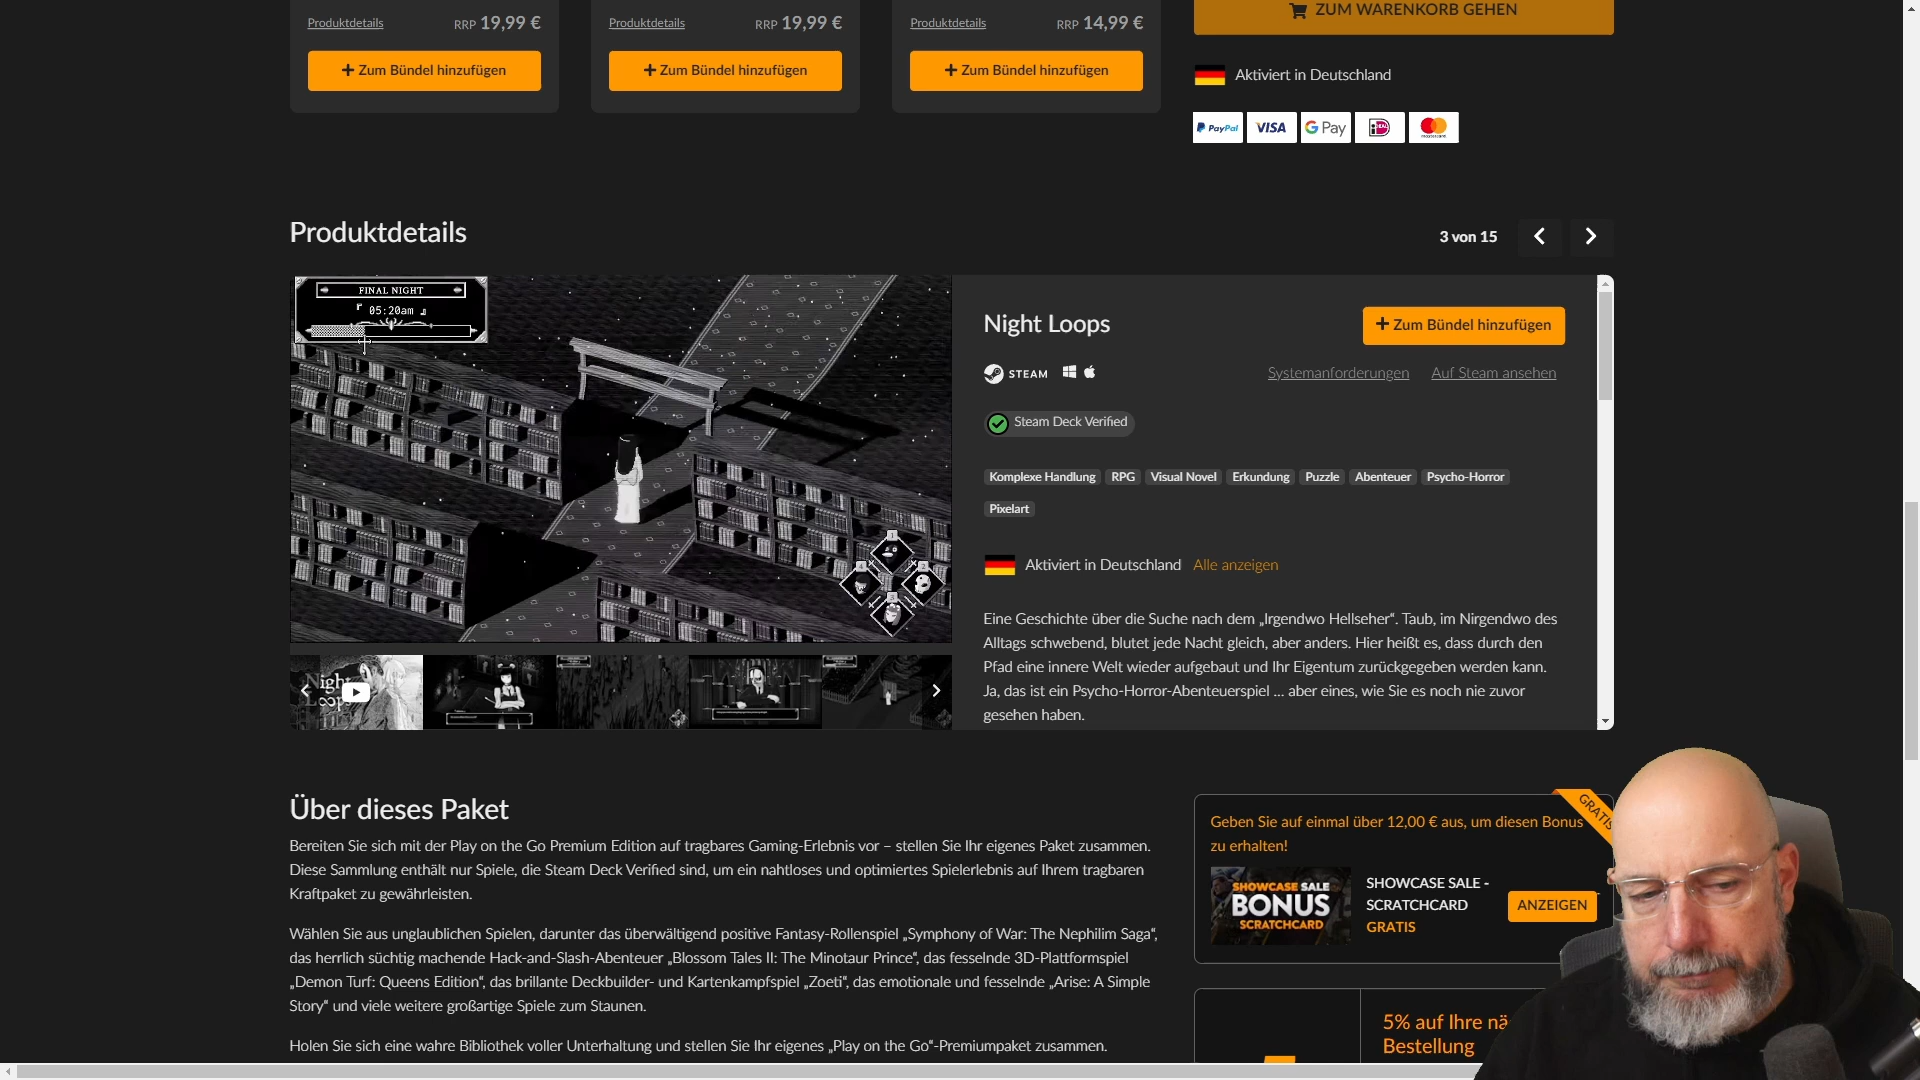 Produktdetails RRP 19,99 €
Produktdetails RRP 19,99 €
Produktdetails RRP 14,99 €
ZUM WARENKORB GEHEN
Zum Bündel hinzufügen
Zum Bündel hinzufügen
Zum Bündel hinzufügen
Aktiviert in Deutschland
PayPal VISA G Pay iDEAL mastercard
Produktdetails
3 von 15
FINAL NIGHT
05:20am
Night Loops
Zum Bündel hinzufügen
STEAM
Systemanforderungen
Auf Steam ansehen
Steam Deck Verified
Komplexe Handlung RPG Visual Novel Erkundung Puzzle Abenteuer Psycho-Horror
Pixelart
Aktiviert in Deutschland Alle anzeigen
Eine Geschichte über die Suche nach dem „Irgendwo Hellseher“. Taub, im Nirgendwo des
Alltags schwebend, blutet jede Nacht gleich, aber anders. Hier heißt es, dass durch den
Pfad eine innere Welt wieder aufgebaut und Ihr Eigentum zurückgegeben werden kann.
Ja, das ist ein Psycho-Horror-Abenteuerspiel ... aber eines, wie Sie es noch nie zuvor
gesehen haben.
Über dieses Paket
Bereiten Sie sich mit der Play on the Go Premium Edition auf tragbares Gaming-Erlebnis vor – stellen Sie Ihr eigenes Paket zusammen.
Diese Sammlung enthält nur Spiele, die Steam Deck Verified sind, um ein nahtloses und optimiertes Spielerlebnis auf Ihrem tragbaren
Kraftpaket zu gewährleisten.
Wählen Sie aus unglaublichen Spielen, darunter das überwältigend positive Fantasy-Rollenspiel „Symphony of War: The Nephilim Saga“,
das herrlich süchtig machende Hack-and-Slash-Abenteuer „Blossom Tales II: The Minotaur Prince“, das fesselnde 3D-Plattformspiel
„Demon Turf: Queens Edition“, das brillante Deckbuilder- und Kartenkampfspiel „Zoeti“, das emotionale und fesselnde „Arise: A Simple
Story“ und viele weitere großartige Spiele zum Staunen.
Holen Sie sich eine wahre Bibliothek voller Unterhaltung und stellen Sie Ihr eigenes „Play on the Go“-Premiumpaket zusammen.
GRATIS
Geben Sie auf einmal über 12,00 € aus, um diesen Bonus
zu erhalten!
SHOWCASE SALE
BONUS
SCRATCHCARD
SHOWCASE SALE -
SCRATCHCARD
GRATIS
ANZEIGEN
5% auf Ihre
Bestellung